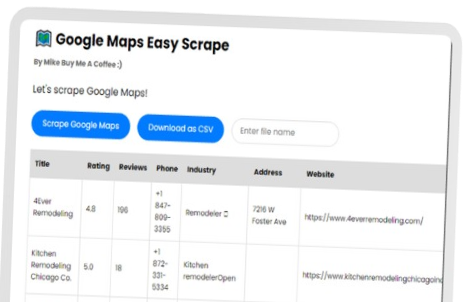 Google Maps Easy Scrape
By Mike Buy Me A Coffee :)
Let's scrape Google Maps!
Scrape Google Maps Download as CSV Enter file name
Title Rating Reviews Phone Industry Address Website
4Ever Remodeling 4.8 196 +1 847-809-3355 Remodeler 7216 W Foster Ave https://www.4everremodeling.com/
Kitchen Remodeling Chicago Co. 5.0 18 +1 872-331-5334 Kitchen remodelerOpen https://www.kitchenremodelingchicagoinc